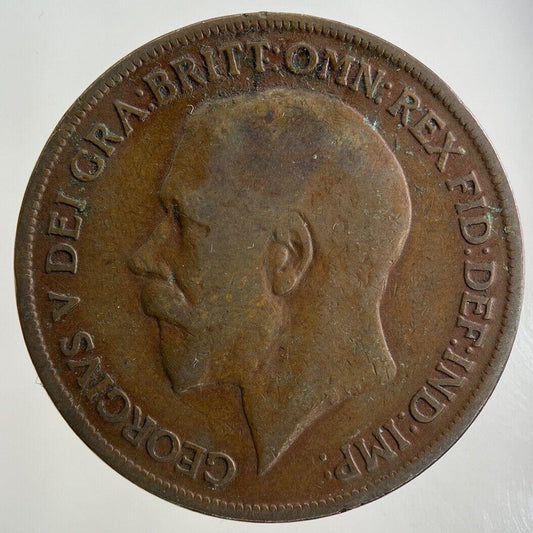 GEORGIVS V DEI GRA: BRITT: OMN: REX FID: DEF: IND: IMP: